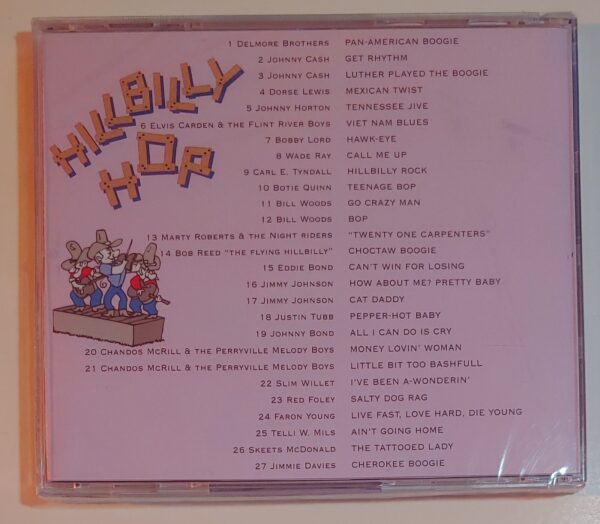 HILLBILLY
HOP
1 DELMORE BROTHERS PAN-AMERICAN BOOGIE
2 JOHNNY CASH GET RHYTHM
3 JOHNNY CASH LUTHER PLAYED THE BOOGIE
4 DORSE LEWIS MEXICAN TWIST
5 JOHNNY HORTON TENNESSEE JIVE
6 ELVIS CARDEN & THE FLINT RIVER BOYS VIET NAM BLUES
7 BOBBY LORD HAWK-EYE
8 WADE RAY CALL ME UP
9 CARL E. TYNDALL HILLBILLY ROCK
10 BOTIE QUINN TEENAGE BOP
11 BILL WOODS GO CRAZY MAN
12 BILL WOODS BOP
13 MARTY ROBERTS & THE NIGHT RIDERS "TWENTY ONE CARPENTERS"
14 BOB REED "THE FLYING HILLBILLY" CHOCTAW BOOGIE
15 EDDIE BOND CAN'T WIN FOR LOSING
16 JIMMY JOHNSON HOW ABOUT ME? PRETTY BABY
17 JIMMY JOHNSON CAT DADDY
18 JUSTIN TUBB PEPPER-HOT BABY
19 JOHNNY BOND ALL I CAN DO IS CRY
20 CHANDOS MCRILL & THE PERRYVILLE MELODY BOYS MONEY LOVIN' WOMAN
21 CHANDOS MCRILL & THE PERRYVILLE MELODY BOYS LITTLE BIT TOO BASHFULL
22 SLIM WILLET I'VE BEEN A-WONDERIN'
23 RED FOLEY SALTY DOG RAG
24 FARON YOUNG LIVE FAST, LOVE HARD, DIE YOUNG
25 TELLI W. MILS AIN'T GOING HOME
26 SKEETS MCDONALD THE TATTOOED LADY
27 JIMMIE DAVIES CHEROKEE BOOGIE